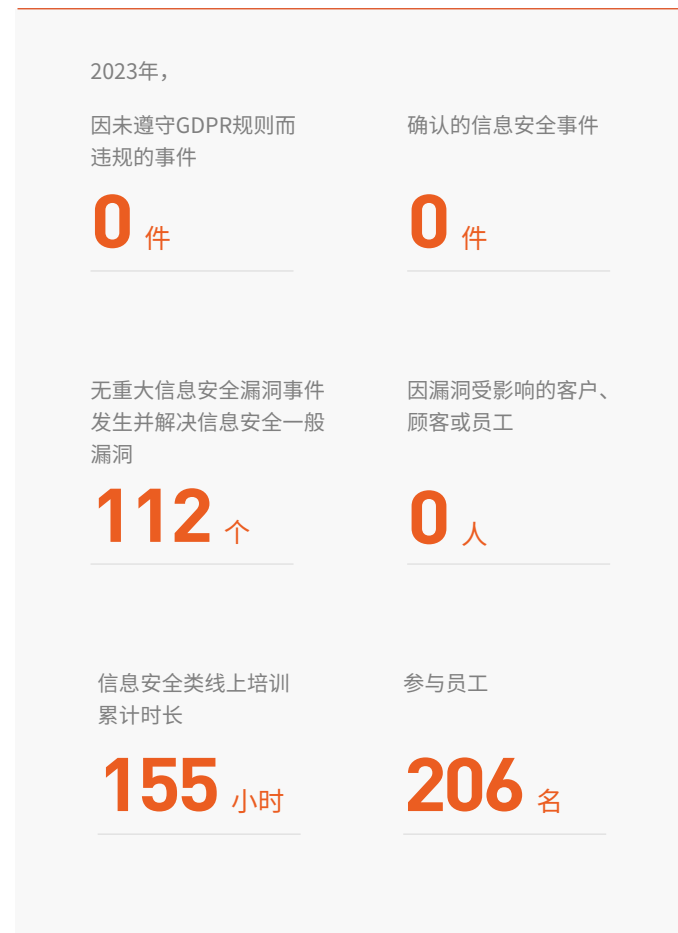 2023年，
因未遵守GDPR规则而
违规的事件
0 件
确认的信息安全事件
0 件
无重大信息安全漏洞事件
发生并解决信息安全一般
漏洞
112 个
因漏洞受影响的客户、
顾客或员工
0 人
信息安全类线上培训
累计时长
155 小时
参与员工
206 名